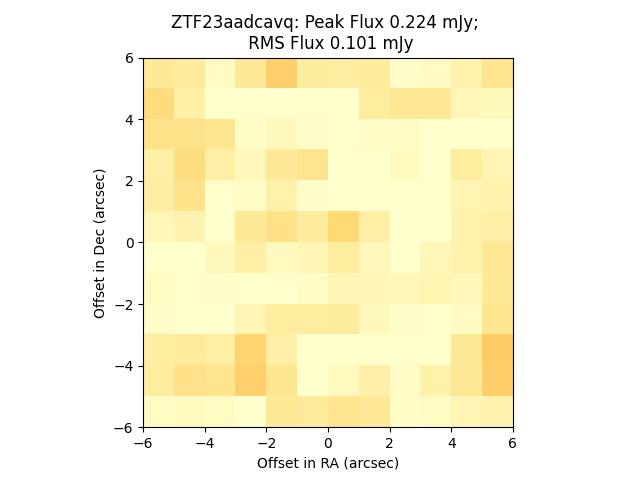 ZTF23aadcavq: Peak Flux 0.224 mJy;
RMS Flux 0.101 mJy
6
4
2
0
−2
−4
−6
Offset in Dec (arcsec)
−6 −4 −2 0 2 4 6
Offset in RA (arcsec)